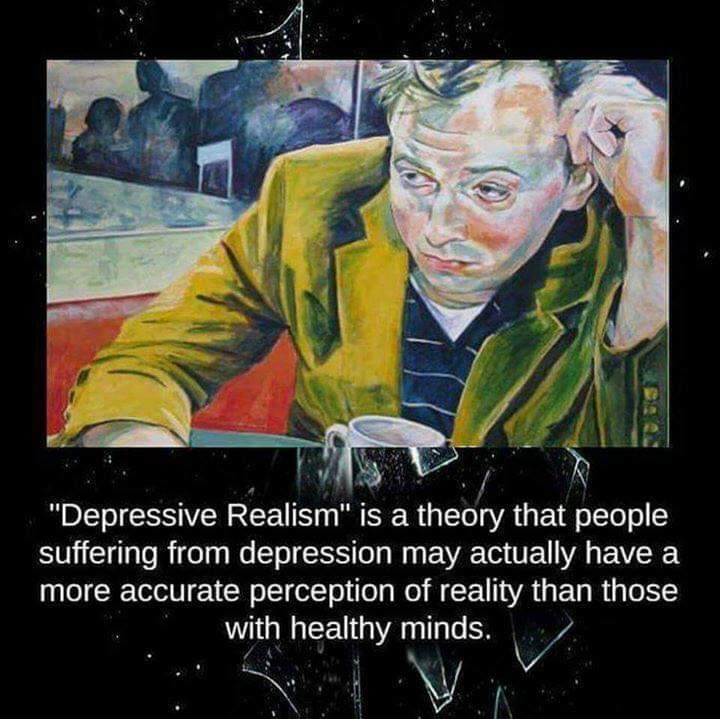 "Depressive Realism" is a theory that people
suffering from depression may actually have a
more accurate perception of reality than those
with healthy minds.